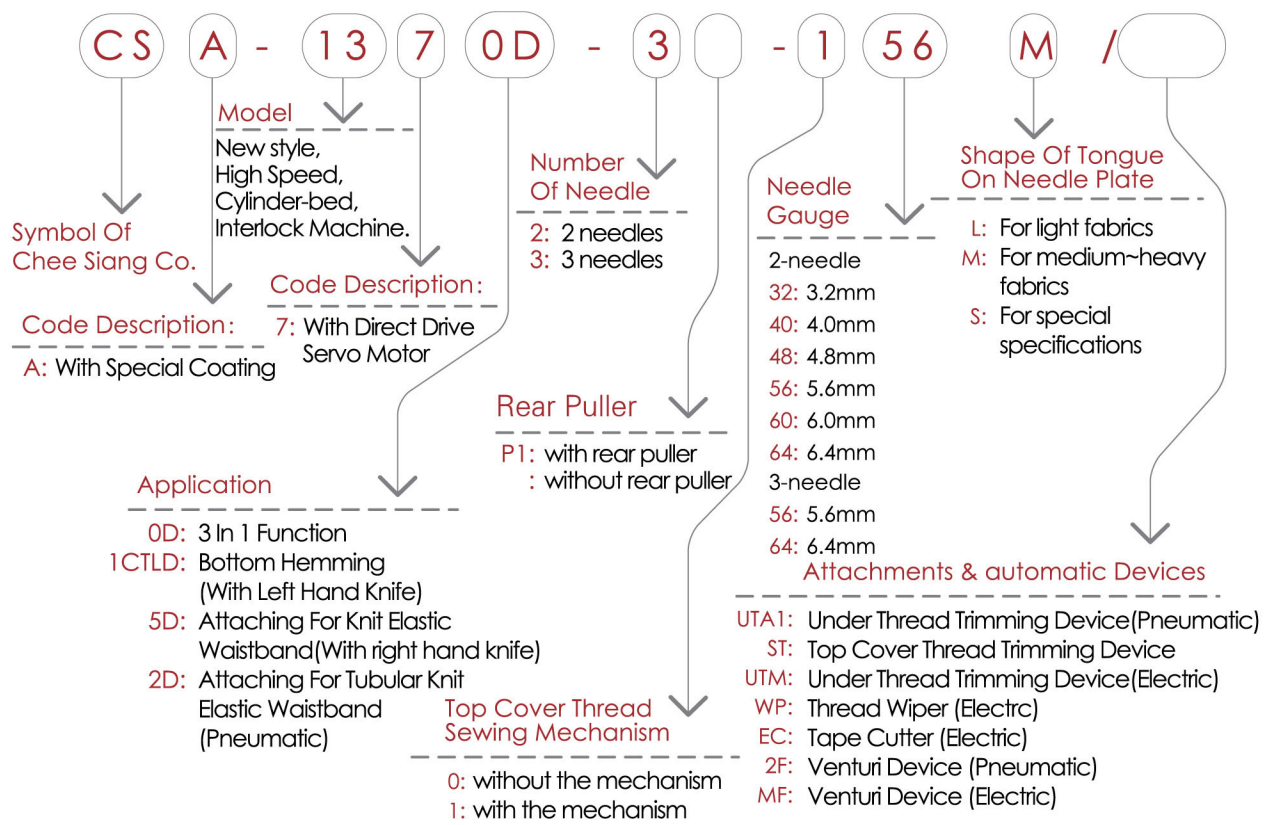 CS A - 13 7 0D - 3 - 1 56 M /
Model
New style,
High Speed,
Cylinder-bed,
Interlock Machine.
Symbol Of
Chee Siang Co.
Code Description:
A: With Special Coating
Code Description:
7: With Direct Drive
Servo Motor
Number
Of Needle
2: 2 needles
3: 3 needles
Needle
Gauge
2-needle
32: 3.2mm
40: 4.0mm
48: 4.8mm
56: 5.6mm
60: 6.0mm
64: 6.4mm
3-needle
56: 5.6mm
64: 6.4mm
Shape Of Tongue
On Needle Plate
L: For light fabrics
M: For medium~heavy
fabrics
S: For special
specifications
Rear Puller
P1: with rear puller
: without rear puller
Application
0D: 3 In 1 Function
1CTLD: Bottom Hemming
(With Left Hand Knife)
5D: Attaching For Knit Elastic
Waistband(With right hand knife)
2D: Attaching For Tubular Knit
Elastic Waistband
(Pneumatic)
Top Cover Thread
Sewing Mechanism
0: without the mechanism
1: with the mechanism
Attachments & automatic Devices
UTA1: Under Thread Trimming Device(Pneumatic)
ST: Top Cover Thread Trimming Device
UTM: Under Thread Trimming Device(Electric)
WP: Thread Wiper (Electrc)
EC: Tape Cutter (Electric)
2F: Venturi Device (Pneumatic)
MF: Venturi Device (Electric)